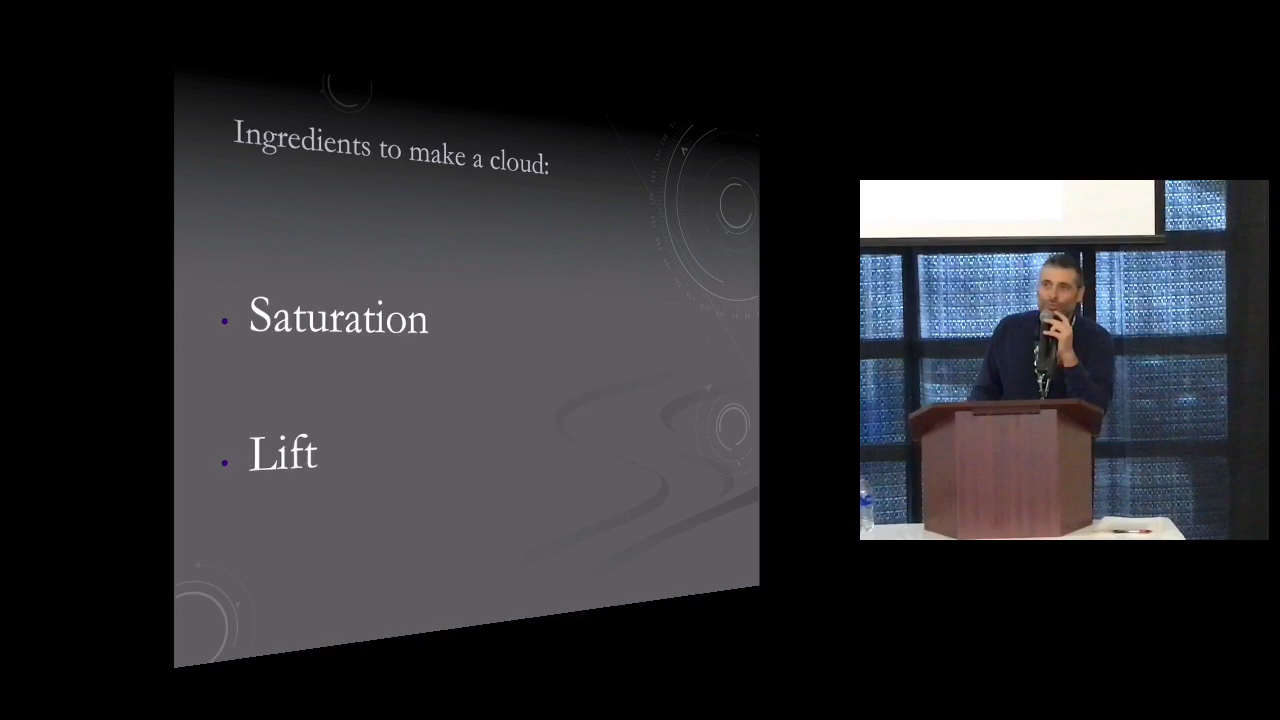 Ingredients to make a cloud:
• Saturation
• Lift